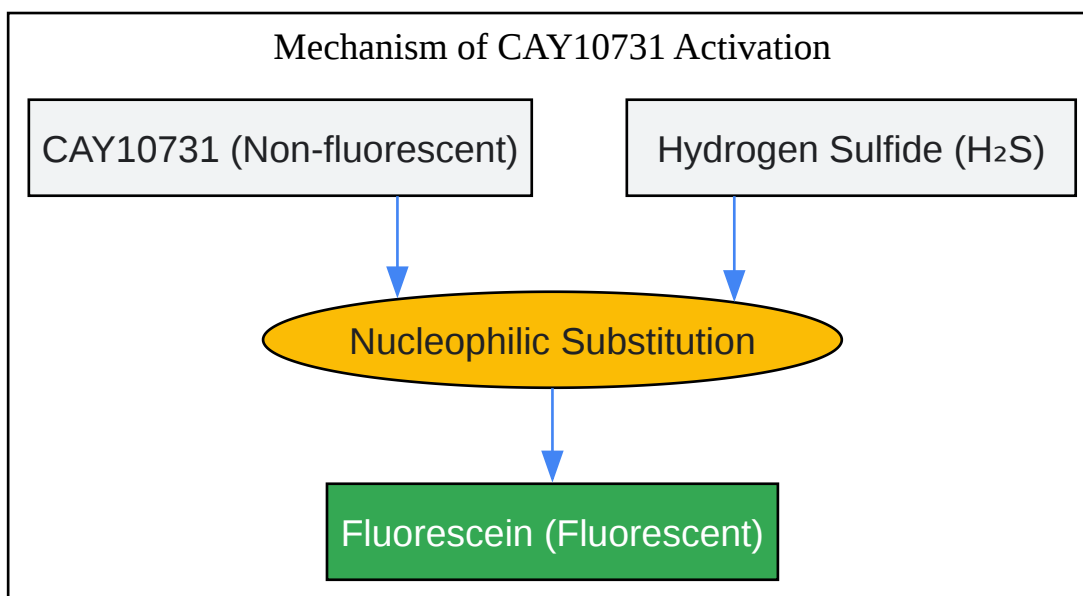 Mechanism of CAY10731 Activation
CAY10731 (Non-fluorescent)
Hydrogen Sulfide (H₂S)
Nucleophilic Substitution
Fluorescein (Fluorescent)